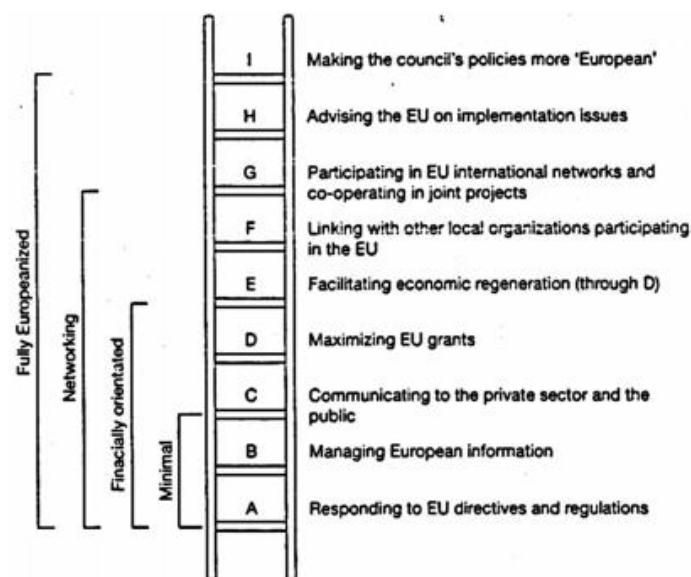 I Making the council's policies more 'European'
H Advising the EU on implementation issues
G Participating in EU international networks and
co-operating in joint projects
F Linking with other local organizations participating
in the EU
E Facilitating economic regeneration (through D)
D Maximizing EU grants
C Communicating to the private sector and the
public
B Managing European information
A Responding to EU directives and regulations
Fully Europeanized
Networking
Finacially orientated
Minimal